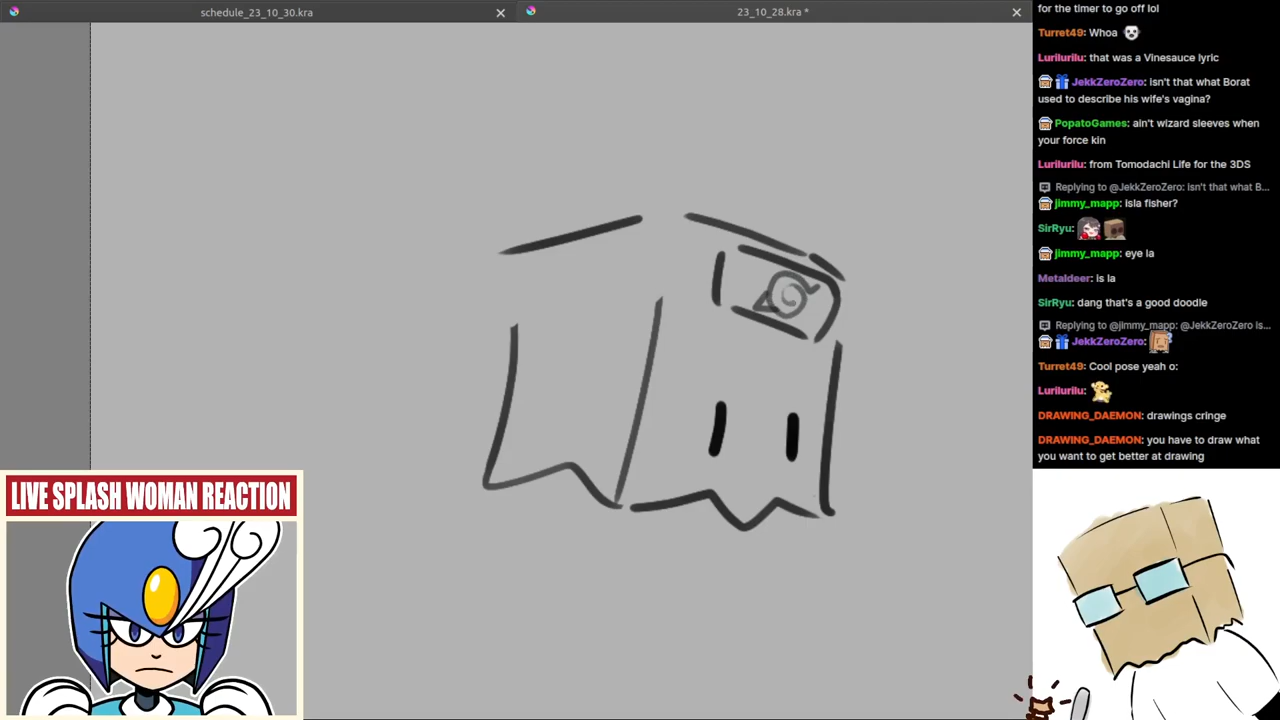 schedule_23_10_30.kra
23_10_28.kra *
for the timer to go off lol
Turret49: Whoa
Lurilurilu: that was a Vinesauce lyric
JekkZeroZero: isn't that what Borat
used to describe his wife's vagina?
PopatoGames: ain't wizard sleeves when
your force kin
Lurilurilu: from Tomodachi Life for the 3DS
Replying to @JekkZeroZero: isn't that what B...
jimmy_mapp: isla fisher?
SirRyu:
jimmy_mapp: eye la
Metaldeer: is la
SirRyu: dang that's a good doodle
Replying to @jimmy_mapp: @JekkZeroZero is...
JekkZeroZero:
Turret49: Cool pose yeah o:
Lurilurilu:
DRAWING_DAEMON: drawings cringe
DRAWING_DAEMON: you have to draw what
you want to get better at drawing
LIVE SPLASH WOMAN REACTION